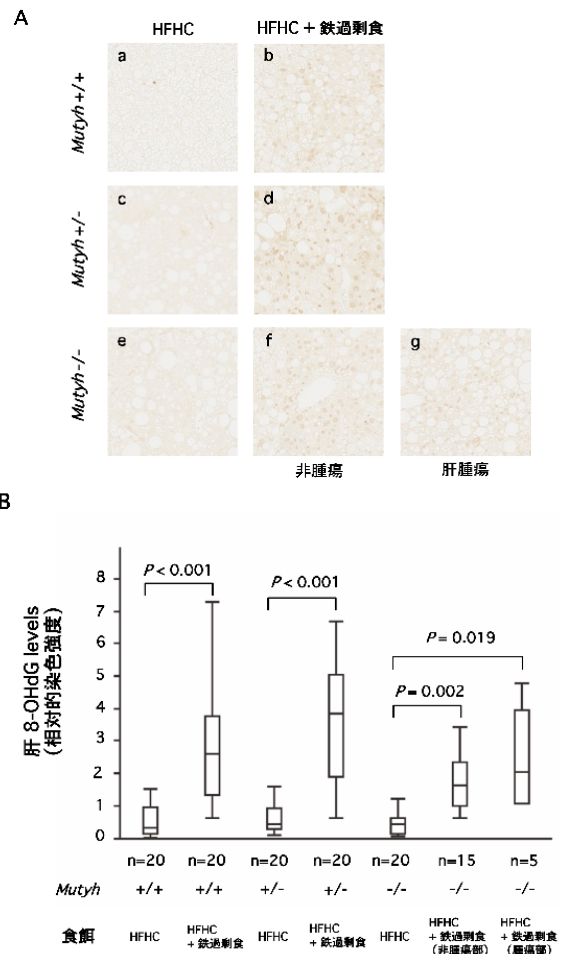 A
HFHC
HFHC + 鉄過剰食
Mutyh +/+
a
b
Mutyh +/-
c
d
Mutyh -/-
e
f
g
非腫瘍
肝腫瘍
B
肝 8-OHdG levels
(相対的染色強度)
8
7
6
5
4
3
2
1
0
P < 0.001
P < 0.001
P = 0.019
P = 0.002
n=20 n=20 n=20 n=20 n=20 n=15 n=5
Mutyh +/+ +/+ +/- +/- -/- -/- -/-
食餌 HFHC HFHC + 鉄過剰食 HFHC HFHC + 鉄過剰食 HFHC HFHC + 鉄過剰食 (非腫瘍部) HFHC + 鉄過剰食 (腫瘍部)